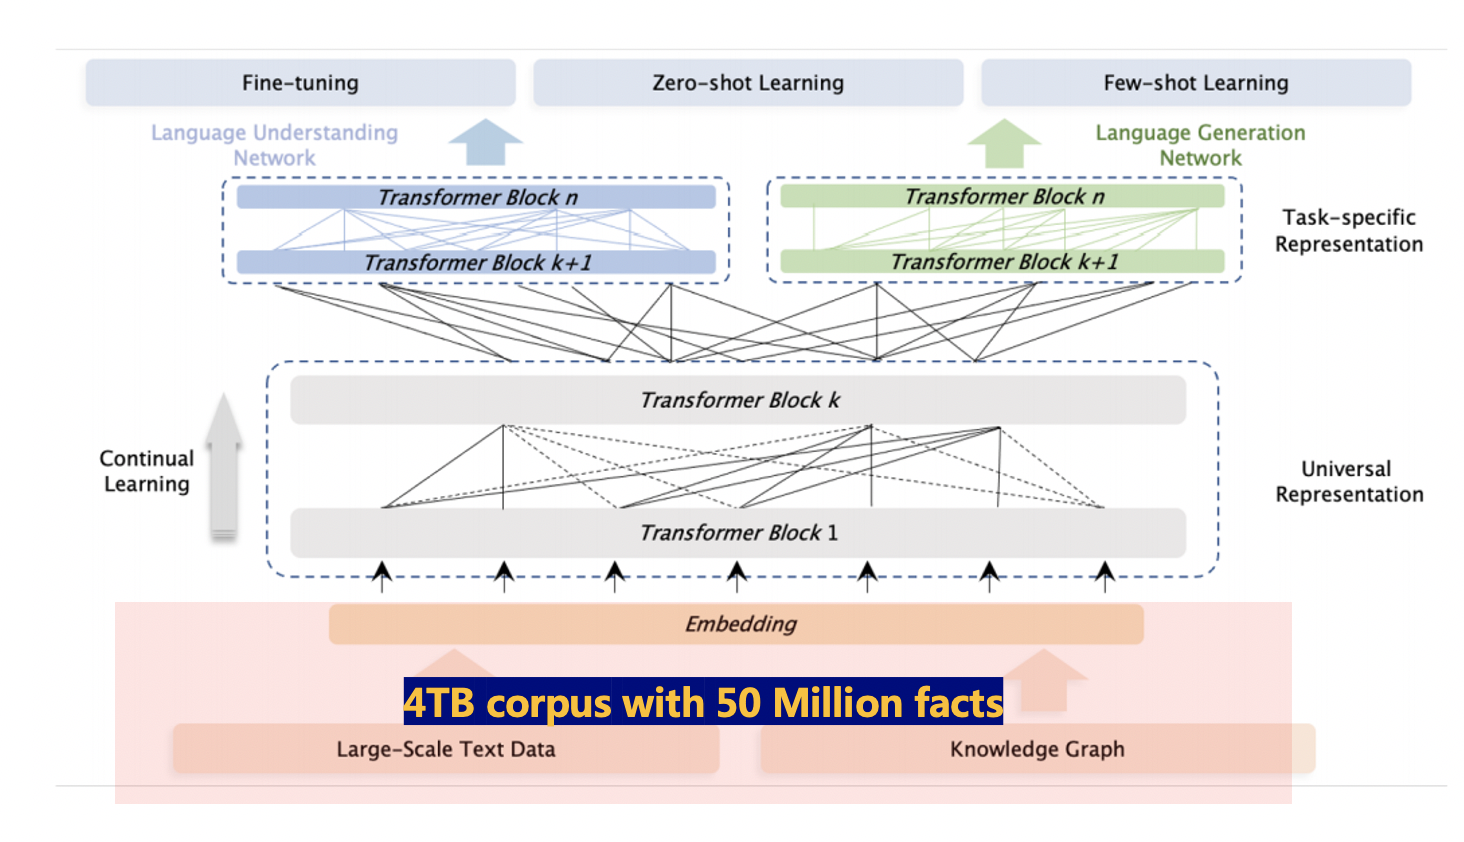 Fine-tuning
Zero-shot Learning
Few-shot Learning
Language Understanding
Network
Language Generation
Network
Transformer Block n
Transformer Block n
Task-specific
Representation
Transformer Block k+1
Transformer Block k+1
Transformer Block k
Continual
Learning
Universal
Representation
Transformer Block 1
Embedding
4TB corpus with 50 Million facts
Large-Scale Text Data
Knowledge Graph